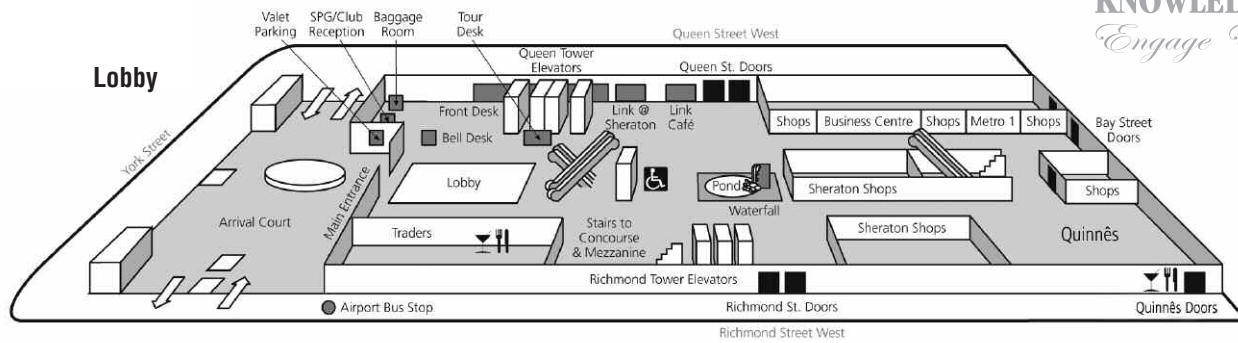 KNOWLED
Engage
Valet
Parking
SPG/Club
Reception
Baggage
Room
Tour
Desk
Queen Street West
Lobby
Queen Tower
Elevators
Queen St. Doors
Front Desk
Link @
Sheraton
Link
Café
Shops
Business Centre
Shops
Metro 1
Shops
Bay Street
Doors
Bell Desk
York Street
Lobby
Pond
Sheraton Shops
Shops
Waterfall
Main Entrance
Arrival Court
Traders
Stairs to
Concourse
& Mezzanine
Sheraton Shops
Quinnês
Richmond Tower Elevators
Airport Bus Stop
Richmond St. Doors
Quinnês Doors
Richmond Street West